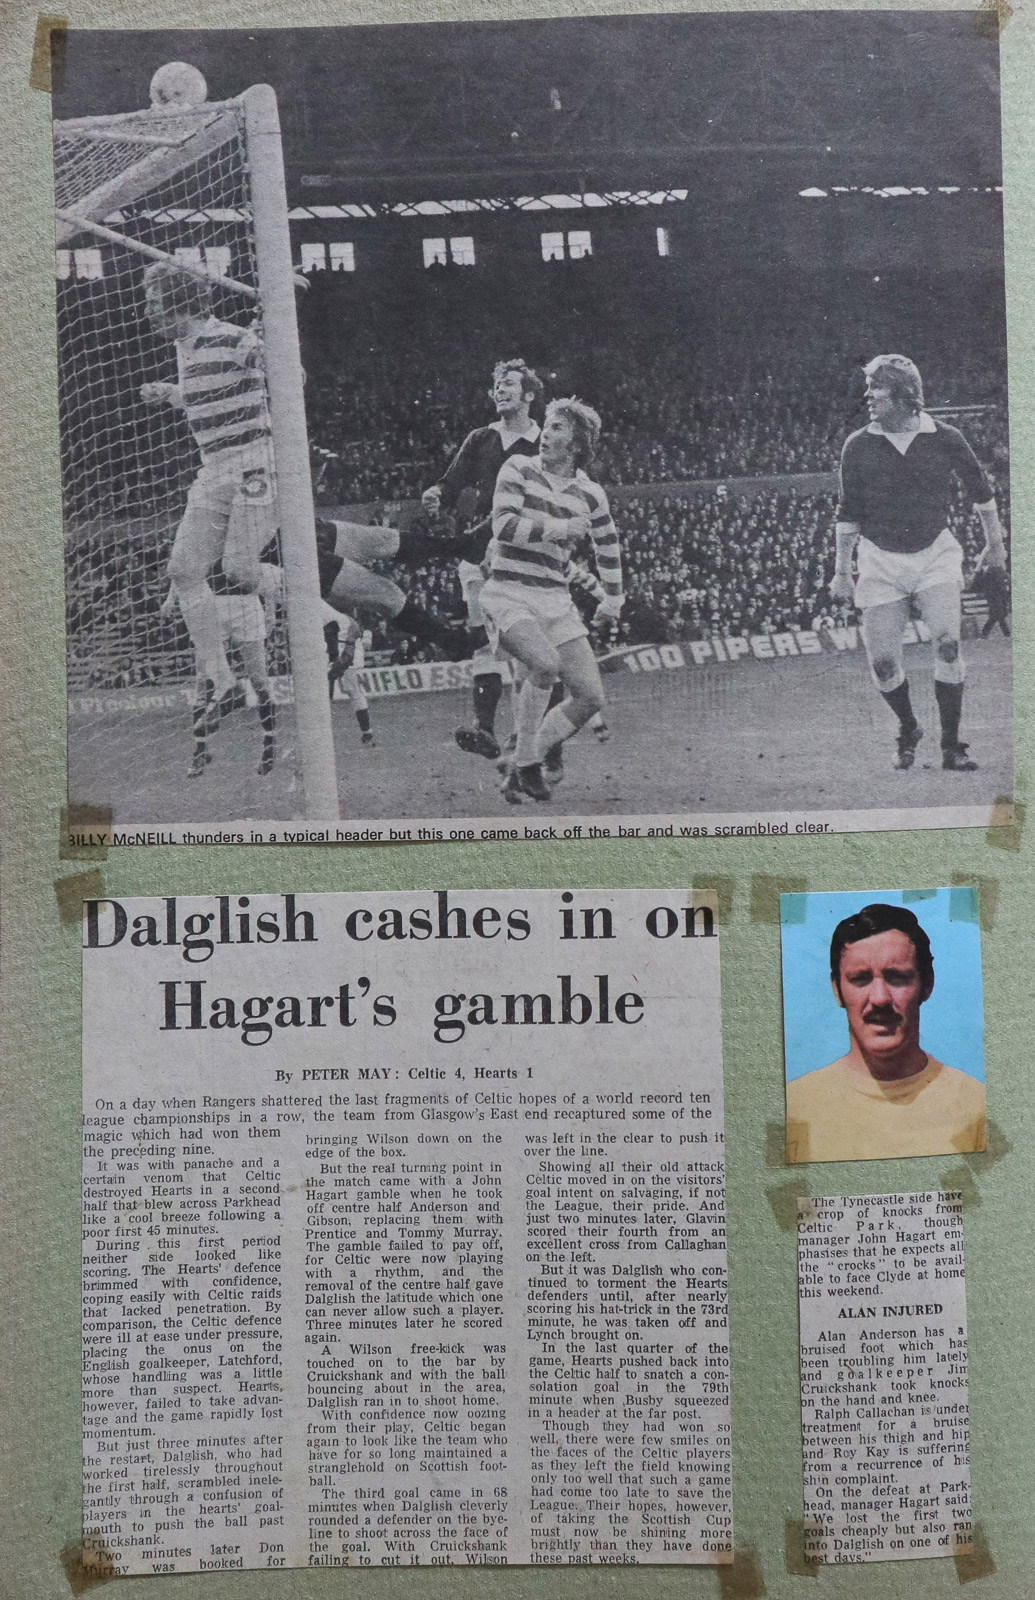 6
NIFLO ESS
100 PIPERS
BILLY McNEILL thunders in a typical header but this one came back off the bar and was scrambled clear.
Dalglish cashes in on
Hagart's gamble
By PETER MAY: Celtic 4, Hearts 1
On a day when Rangers shattered the last fragments of Celtic hopes of a world record ten
league championships in a row, the team from Glasgow's East end recaptured some of the
magic which had won them
the preceding nine.
It was with panache and a
certain venom that Celtic
destroyed Hearts in a second
half that blew across Parkhead
like a cool breeze following a
poor first 45 minutes.
During this first period
neither side looked like
scoring. The Hearts' defence
brimmed with confidence,
coping easily with Celtic raids
that lacked penetration. By
comparison, the Celtic defence
were ill at ease under pressure,
placing the onus on the
English goalkeeper, Latchford,
whose handling was a little
more than suspect. Hearts,
however, failed to take advan-
tage and the game rapidly lost
momentum.
But just three minutes after
the restart, Dalglish, who had
worked tirelessly throughout
the first half, scrambled inele-
gantly through a confusion of
players in the hearts' goal-
mouth to push the ball past
Cruickshank.
Two minutes later Don
Murray was booked for
bringing Wilson down on the
edge of the box.
But the real turning point in
the match came with a John
Hagart gamble when he took
off centre half Anderson and
Gibson, replacing them with
Prentice and Tommy Murray.
The gamble failed to pay off,
for Celtic were now playing
with a rhythm, and the
removal of the centre half gave
Dalglish the latitude which one
can never allow such a player.
Three minutes later he scored
again.
A Wilson free-kick was
touched on to the bar by
Cruickshank and with the ball
bouncing about in the area,
Dalglish ran in to shoot home.
With confidence now oozing
from their play, Celtic began
again to look like the team who
have for so long maintained a
stranglehold on Scottish foot-
ball.
The third goal came in 68
minutes when Dalglish cleverly
rounded a defender on the bye-
line to shoot across the face of
the goal. With Cruickshank
failing to cut it out, Wilson
was left in the clear to push it
over the line.
Showing all their old attack
Celtic moved in on the visitors'
goal intent on salvaging, if not
the League, their pride. And
just two minutes later, Glavin
scored their fourth from an
excellent cross from Callaghan
on the left.
But it was Dalglish who con-
tinued to torment the Hearts
defenders until, after nearly
scoring his hat-trick in the 73rd
minute, he was taken off and
Lynch brought on.
In the last quarter of the
game, Hearts pushed back into
the Celtic half to snatch a con-
solation goal in the 79th
minute when Busby squeezed
in a header at the far post.
Though they had won so
well, there were few smiles on
the faces of the Celtic players
as they left the field knowing
only too well that such a game
had come too late to save the
League. Their hopes, however,
of taking the Scottish Cup
must now be shining more
brightly than they have done
these past weeks.
The Tynecastle side have
a crop of knocks from
Celtic Park, though
manager John Hagart em-
phasises that he expects all
the "crocks" to be avail-
able to face Clyde at home
this weekend.
ALAN INJURED
Alan Anderson has a
bruised foot which has
been troubling him lately
and goalkeeper Jim
Cruickshank took knocks
on the hand and knee.
Ralph Callachan is under
treatment for a bruise
between his thigh and hip
and Roy Kay is suffering
from a recurrence of his
shin complaint.
On the defeat at Park-
head, manager Hagart said:
"We lost the first two
goals cheaply but also ran
into Dalglish on one of his
best days."